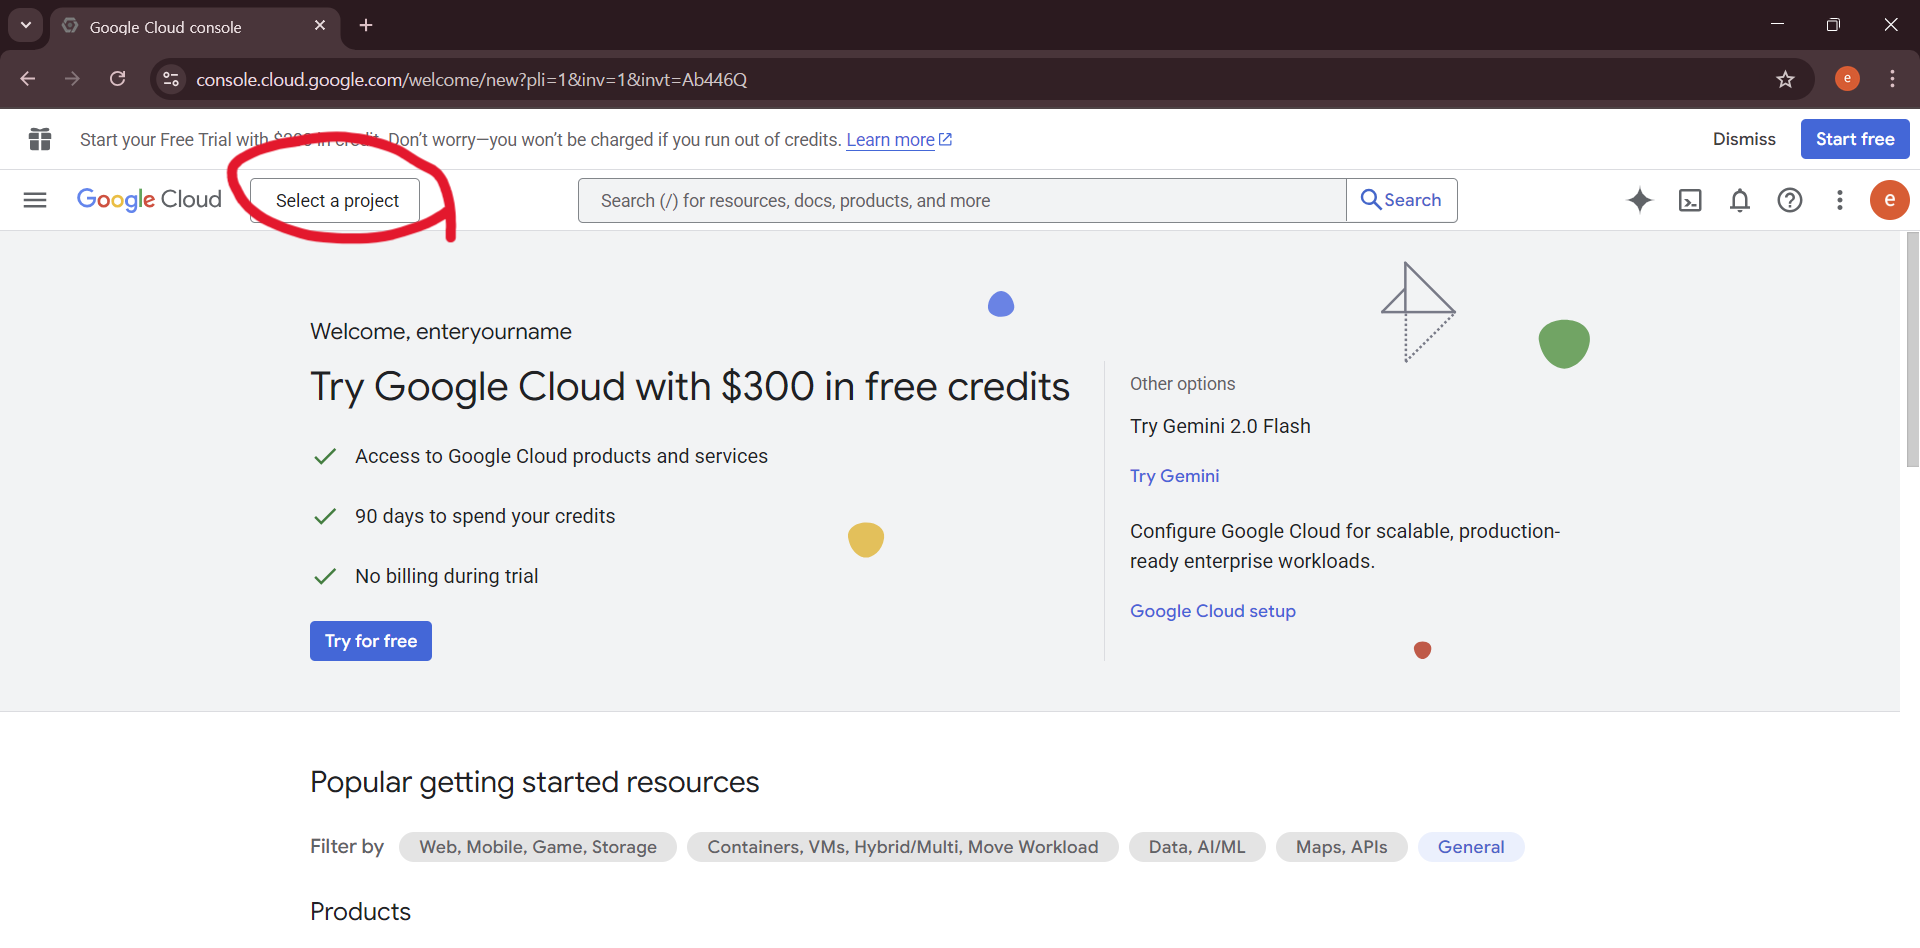 Google Cloud console
console.cloud.google.com/welcome/new?pli=1&inv=1&invt=Ab446Q
e
Start your Free Trial with $300 in credit. Don't worry—you won't be charged if you run out of credits. Learn more
Dismiss
Start free
Google Cloud
Select a project
Search (/) for resources, docs, products, and more
Search
e
Welcome, enteryourname
Try Google Cloud with $300 in free credits
Access to Google Cloud products and services
90 days to spend your credits
No billing during trial
Try for free
Other options
Try Gemini 2.0 Flash
Try Gemini
Configure Google Cloud for scalable, production-
ready enterprise workloads.
Google Cloud setup
Popular getting started resources
Filter by
Web, Mobile, Game, Storage
Containers, VMs, Hybrid/Multi, Move Workload
Data, AI/ML
Maps, APIs
General
Products